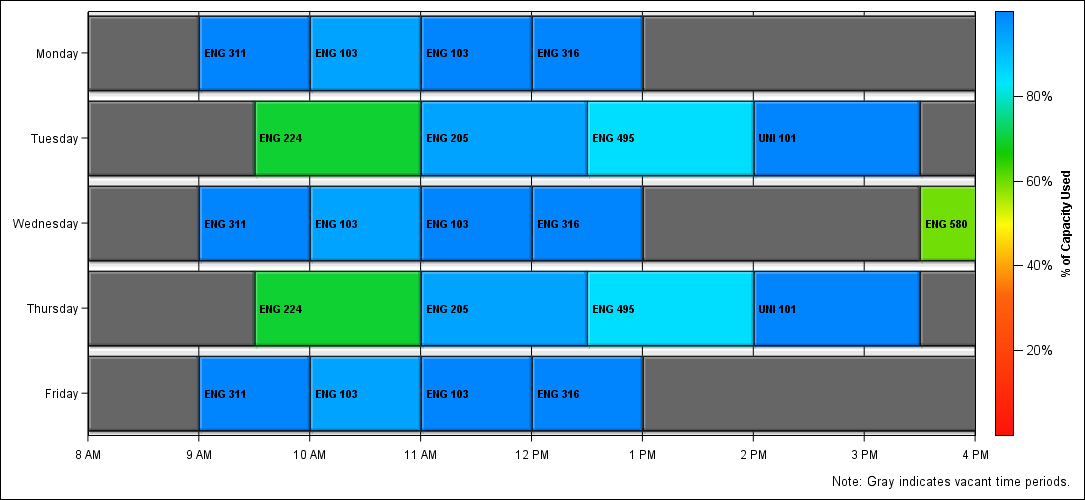 Monday
ENG 311
ENG 103
ENG 103
ENG 316
Tuesday
ENG 224
ENG 205
ENG 495
UNI 101
Wednesday
ENG 311
ENG 103
ENG 103
ENG 316
ENG 580
Thursday
ENG 224
ENG 205
ENG 495
UNI 101
Friday
ENG 311
ENG 103
ENG 103
ENG 316
8 AM
9 AM
10 AM
11 AM
12 PM
1 PM
2 PM
3 PM
4 PM
80%
60%
40%
20%
% of Capacity Used
Note: Gray indicates vacant time periods.